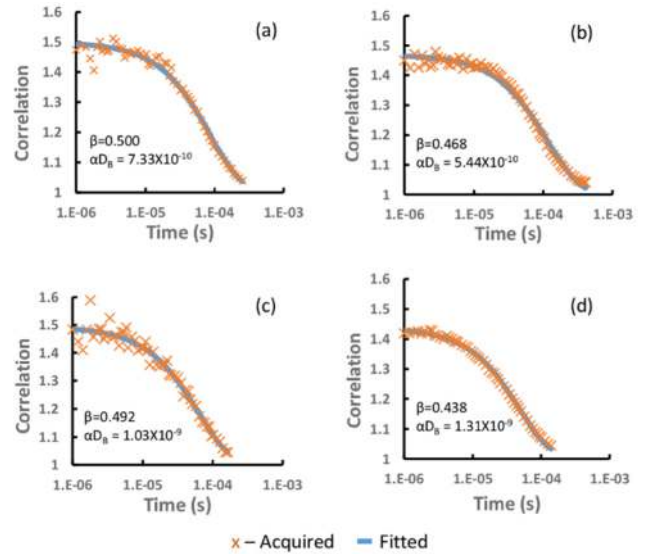 (a)
1.6
1.5
1.4
1.3
1.2
1.1
1
Correlation
β=0.500
αD_B = 7.33X10^-10
1.E-06 1.E-05 1.E-04 1.E-03
Time (s)
(b)
1.6
1.5
1.4
1.3
1.2
1.1
1
Correlation
β=0.468
αD_B = 5.44X10^-10
1.E-06 1.E-05 1.E-04 1.E-03
Time (s)
(c)
1.6
1.5
1.4
1.3
1.2
1.1
1
Correlation
β=0.492
αD_B = 1.03X10^-9
1.E-06 1.E-05 1.E-04 1.E-03
Time (s)
(d)
1.6
1.5
1.4
1.3
1.2
1.1
1
Correlation
β=0.438
αD_B = 1.31X10^-9
1.E-06 1.E-05 1.E-04 1.E-03
Time (s)
× – Acquired Fitted